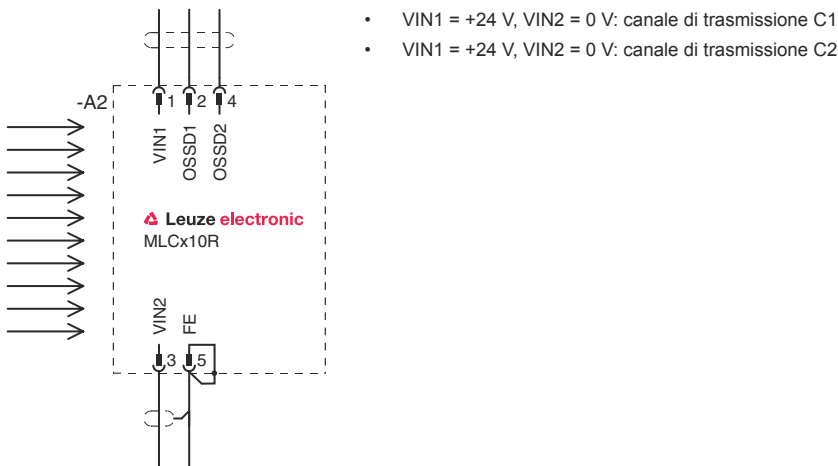 • VIN1 = +24 V, VIN2 = 0 V: canale di trasmissione C1
• VIN1 = +24 V, VIN2 = 0 V: canale di trasmissione C2
-A2
1 2 4
VIN1
OSSD1
OSSD2
Leuze electronic
MLCx10R
VIN2
FE
3 5